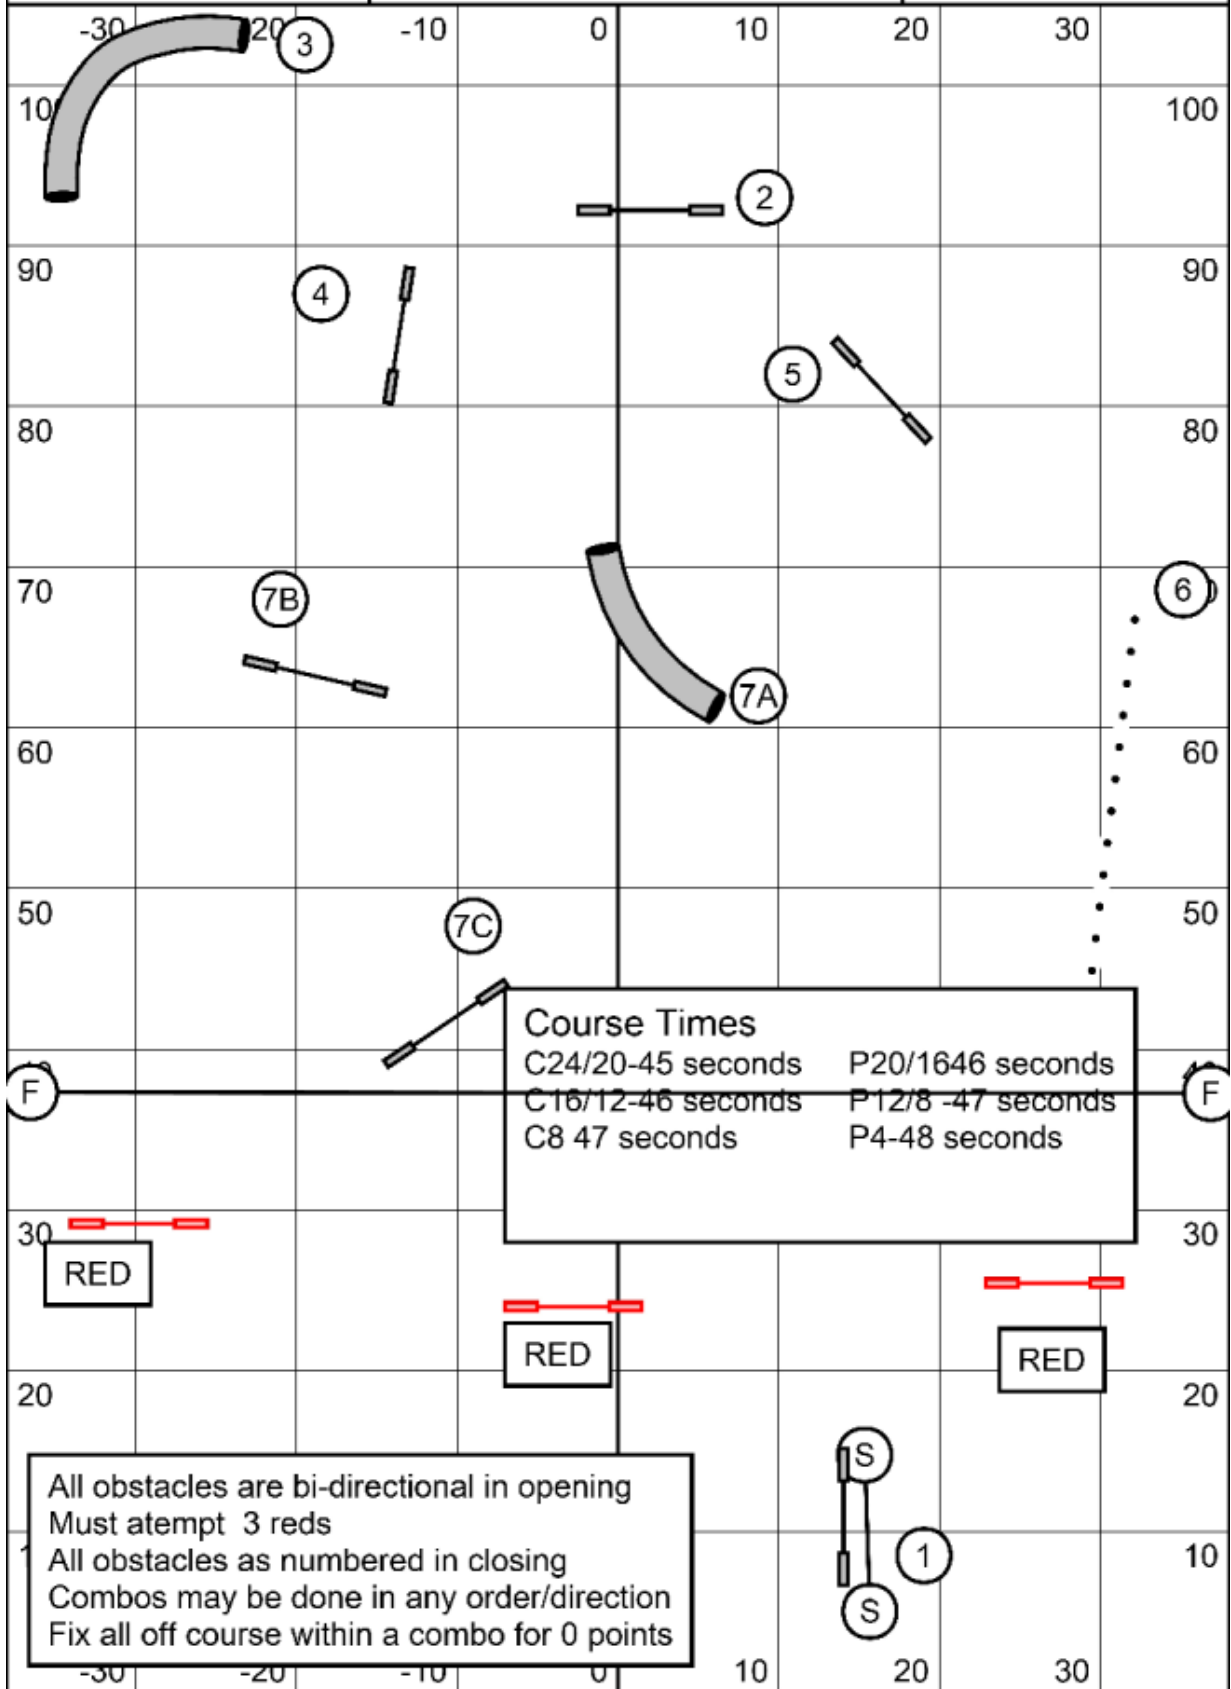 -30 20 -10 0 10 20 30
3
100 100
2
90 90
4
5
80 80
70
6
7B
7A
60 60
50 50
7C
Course Times
C24/20-45 seconds P20/1646 seconds
F F
C16/12-46 seconds P12/8 -47 seconds
C8 47 seconds P4-48 seconds
30 30
RED
RED
RED
20 20
S
All obstacles are bi-directional in opening
Must atempt 3 reds
All obstacles as numbered in closing
Combos may be done in any order/direction
Fix all off course within a combo for 0 points
1
10
S
-30 -20 -10 0 10 20 30